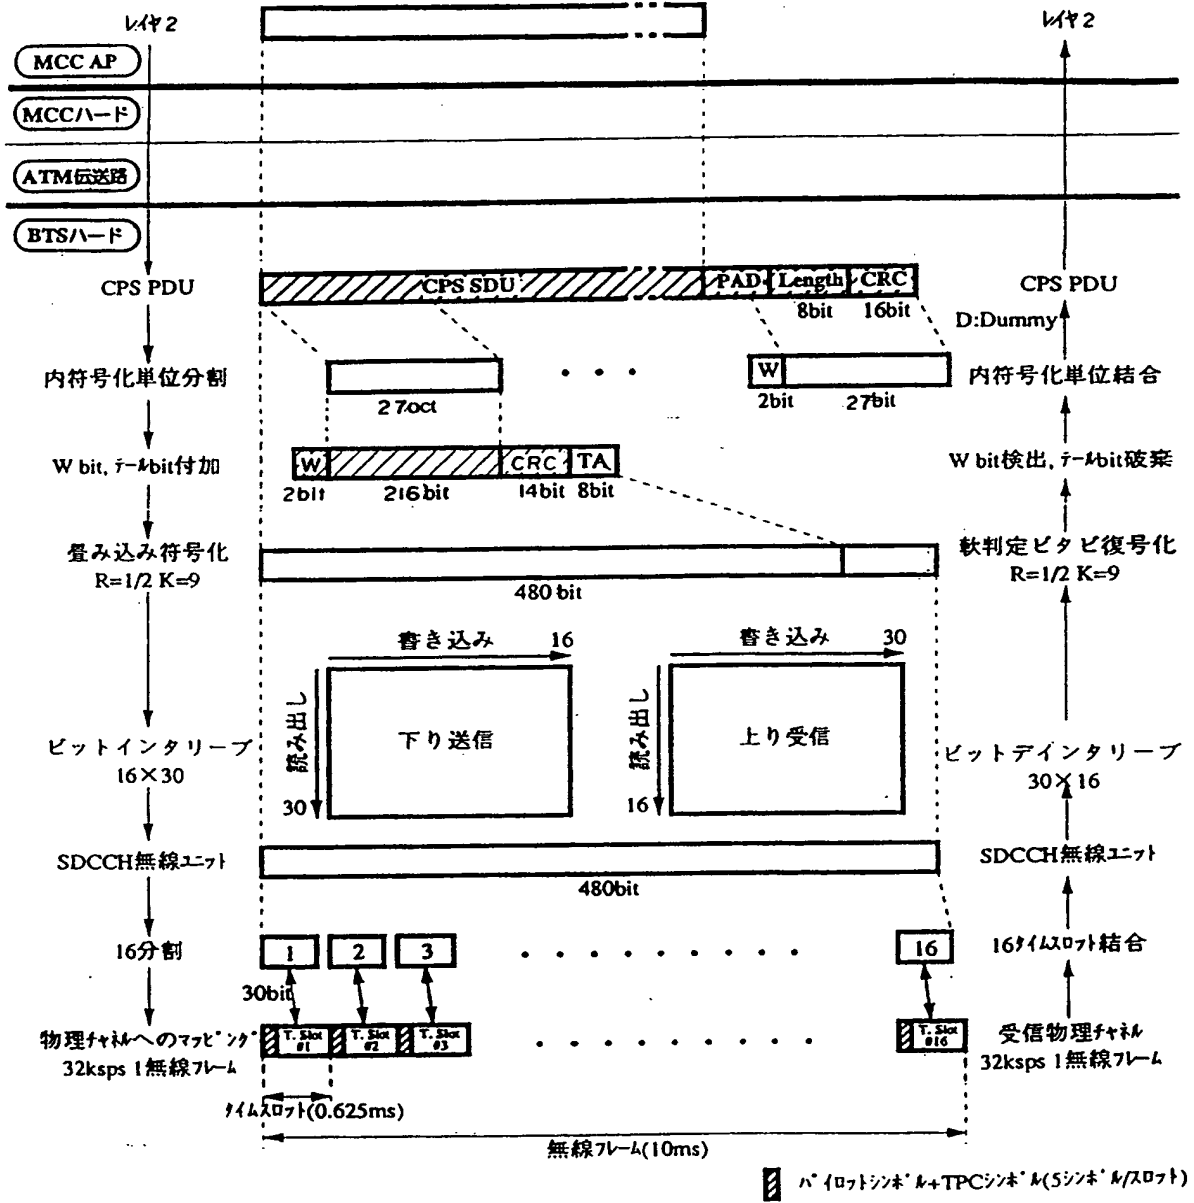 レイヤ2
レイヤ2
MCC AP
MCCハード
ATM伝送路
BTSハード
CPS PDU
CPS SDU
PAD
Length
CRC
8bit
16bit
CPS PDU
D:Dummy
内符号化単位分割
27oct
W
2bit
27bit
内符号化単位結合
W bit, テールbit付加
W
CRC
TA
2bit
216bit
14bit
8bit
W bit検出, テールbit破棄
畳み込み符号化
R=1/2 K=9
480 bit
軟判定ビタビ復号化
R=1/2 K=9
書き込み
16
読み出し
30
下り送信
書き込み
30
読み出し
16
上り受信
ビットインタリーブ
16×30
ビットデインタリーブ
30×16
SDCCH無線ユニット
480bit
SDCCH無線ユニット
16分割
1
2
3
16
16タイムスロット結合
30bit
物理チャネルへのマッピング
32ksps 1無線フレーム
T. Slot
#1
T. Slot
#2
T. Slot
#3
T. Slot
#16
受信物理チャネル
32ksps 1無線フレーム
タイムスロット(0.625ms)
無線フレーム(10ms)
パイロットシンボル+TPCシンボル(5シンボル/スロット)